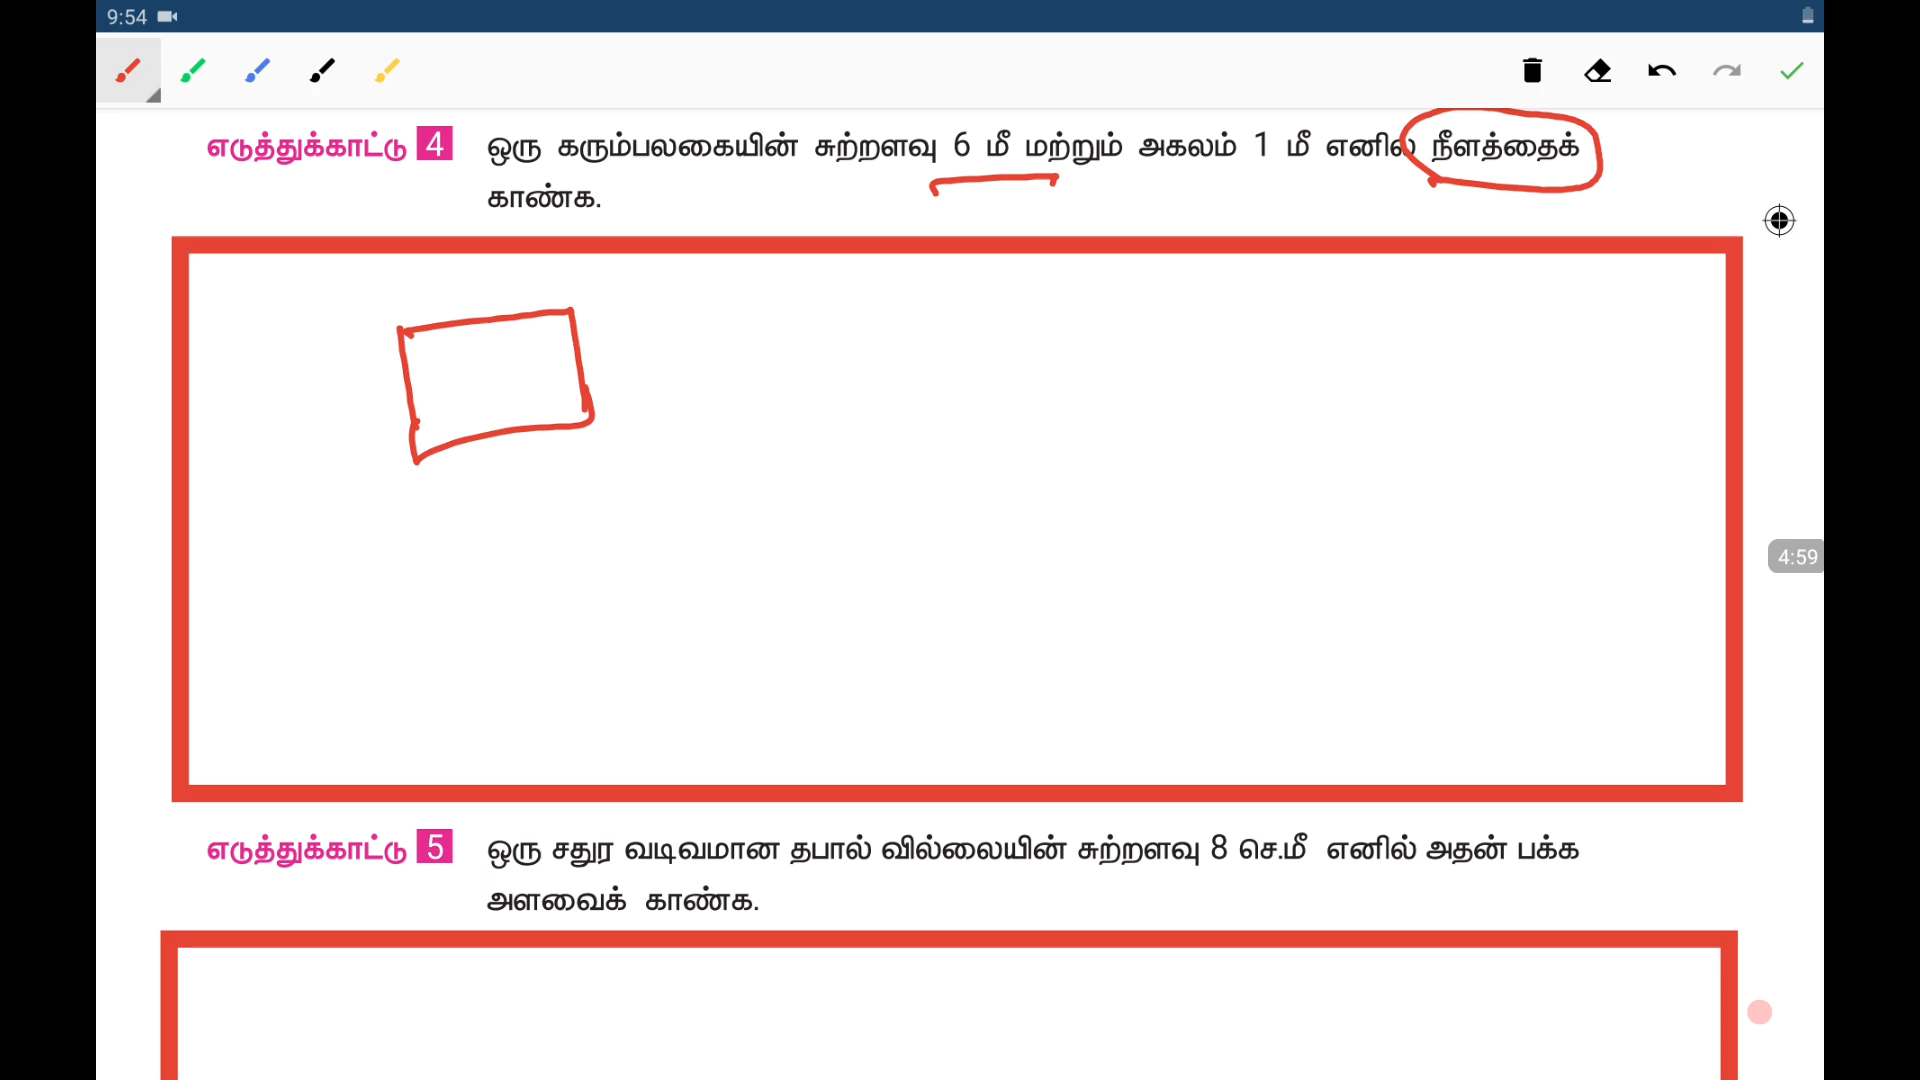 9:54
எடுத்துக்காட்டு 4 ஒரு கரும்பலகையின் சுற்றளவு 6 மீ மற்றும் அகலம் 1 மீ எனில் நீளத்தைக்
காண்க.
4:59
எடுத்துக்காட்டு 5 ஒரு சதுர வடிவமான தபால் வில்லையின் சுற்றளவு 8 செ.மீ எனில் அதன் பக்க
அளவைக் காண்க.